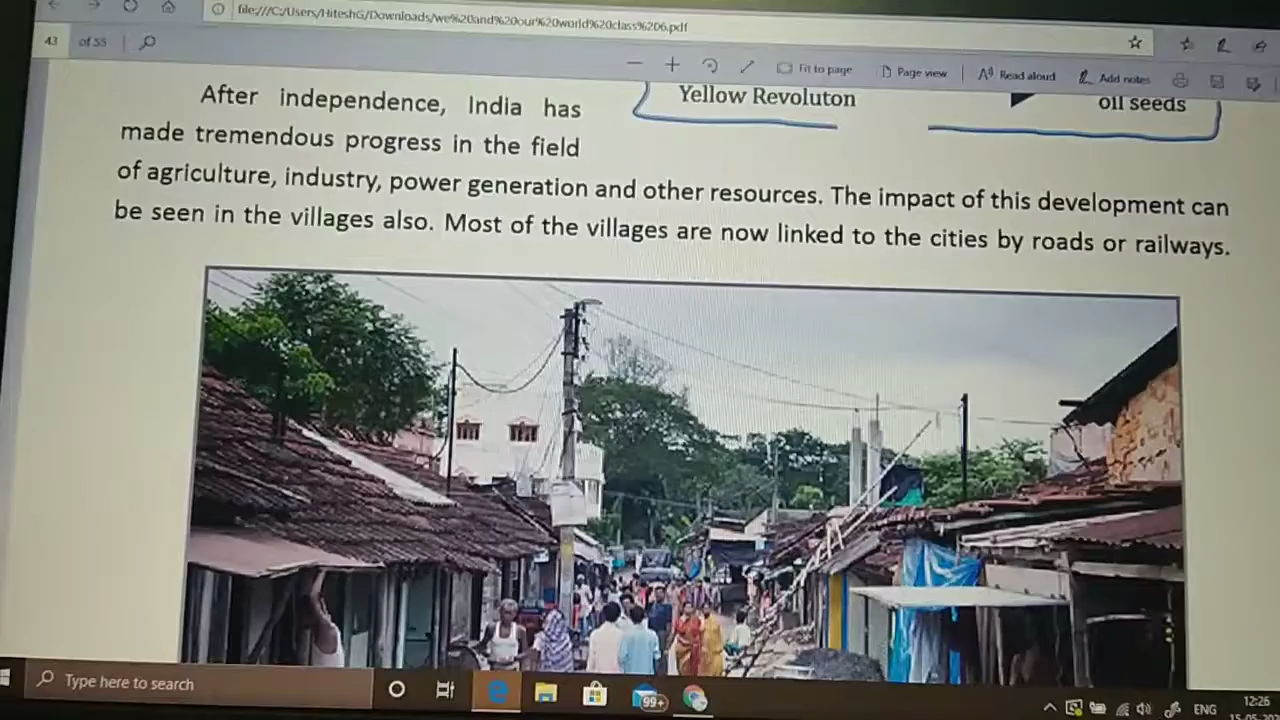 file:///C:/Users/HiteshG/Downloads/we%20and%20our%20world%20class%206.pdf
43 of 55
Fit to page
Page view
Read aloud
Add notes
Yellow Revoluton
oil seeds
After independence, India has
made tremendous progress in the field
of agriculture, industry, power generation and other resources. The impact of this development can
be seen in the villages also. Most of the villages are now linked to the cities by roads or railways.
Type here to search
99+
ENG
12:26